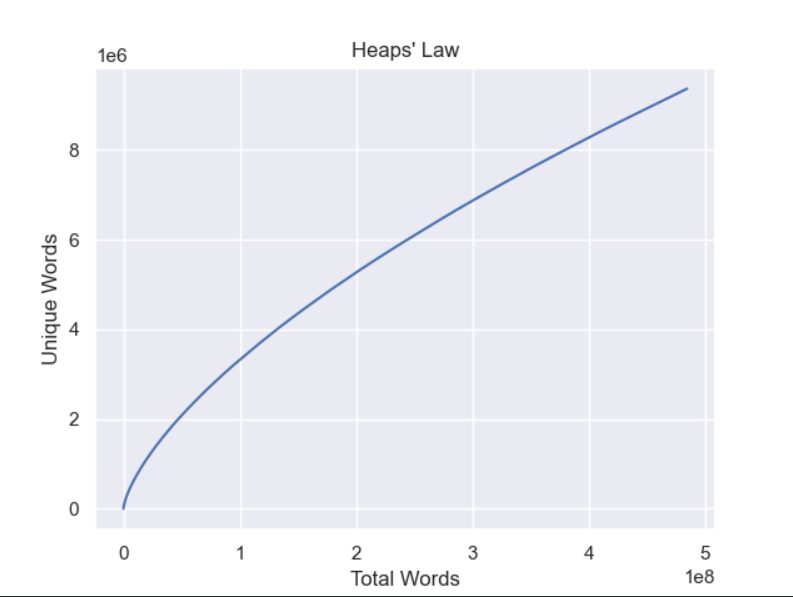 Heaps' Law
1e6
8
6
4
2
0
Unique Words
0 1 2 3 4 5
1e8
Total Words